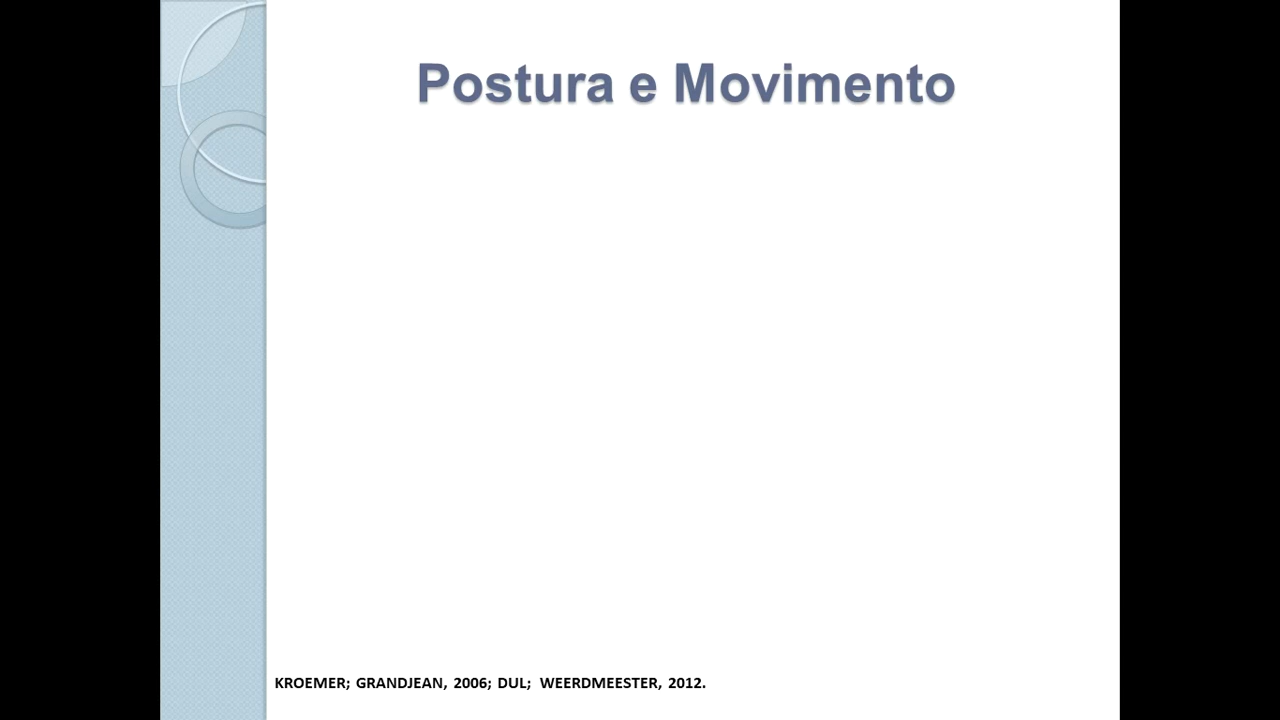 Postura e Movimento
KROEMER; GRANDJEAN, 2006; DUL; WEERDMEESTER, 2012.